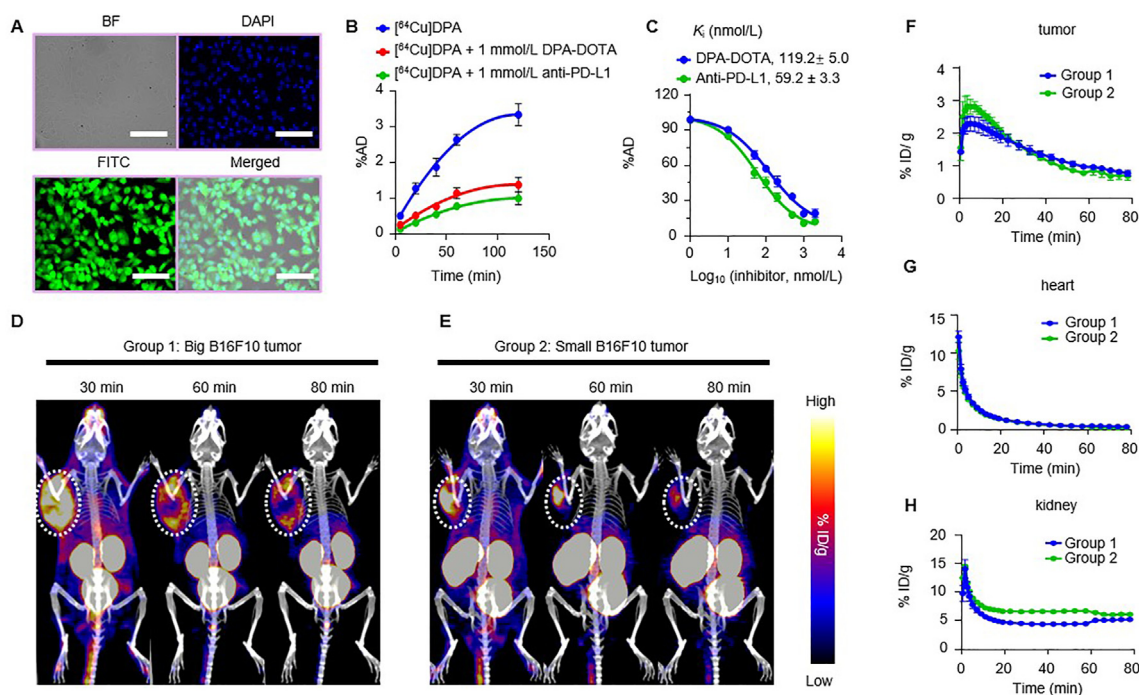 A
BF
DAPI
FITC
Merged
B
[⁶⁴Cu]DPA
[⁶⁴Cu]DPA + 1 mmol/L DPA-DOTA
[⁶⁴Cu]DPA + 1 mmol/L anti-PD-L1
%AD
4
3
2
1
0
0 50 100 150
Time (min)
C
Kᵢ (nmol/L)
DPA-DOTA, 119.2± 5.0
Anti-PD-L1, 59.2 ± 3.3
%AD
120
90
60
30
0
0 1 2 3 4
Log₁₀ (inhibitor, nmol/L)
D
Group 1: Big B16F10 tumor
30 min 60 min 80 min
E
Group 2: Small B16F10 tumor
30 min 60 min 80 min
High
% ID/g
Low
F
tumor
Group 1
Group 2
% ID/ g
4
3
2
1
0
0 20 40 60 80
Time (min)
G
heart
Group 1
Group 2
% ID/g
15
10
5
0
0 20 40 60 80
Time (min)
H
kidney
Group 1
Group 2
% ID/g
20
15
10
5
0
0 20 40 60 80
Time (min)